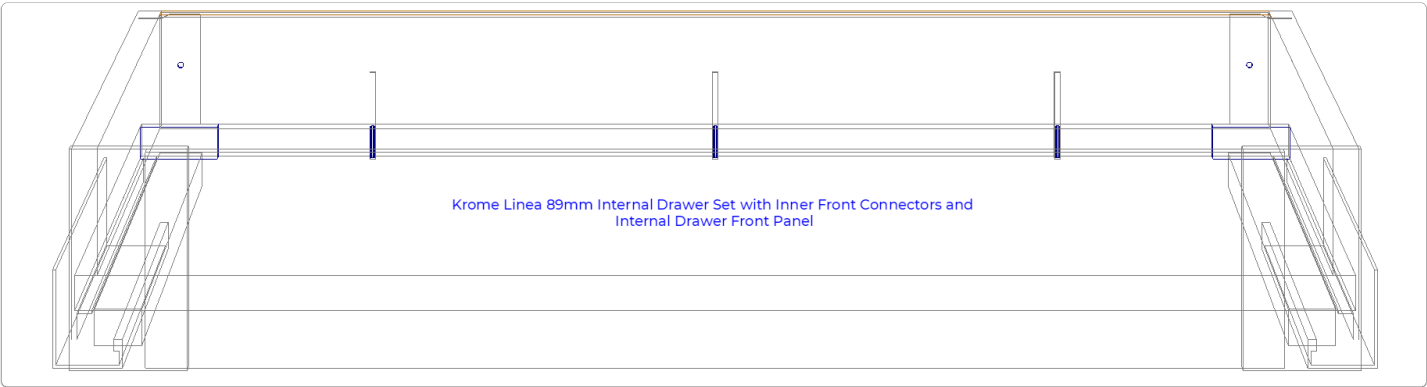 Krome Linea 89mm Internal Drawer Set with Inner Front Connectors and
Internal Drawer Front Panel